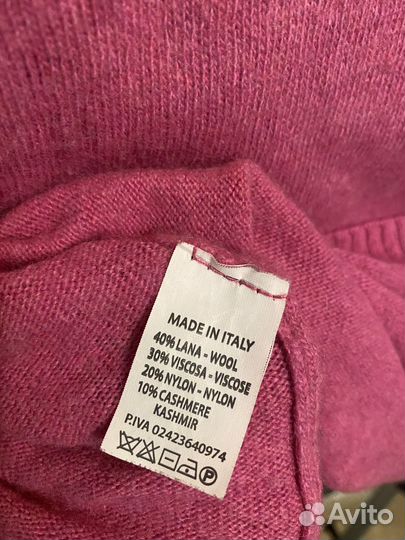 MADE IN ITALY
40% LANA - WOOL
30% VISCOSA - VISCOSE
20% NYLON - NYLON
10% CASHMERE
KASHMIR
P.IVA 02423640974
Avito